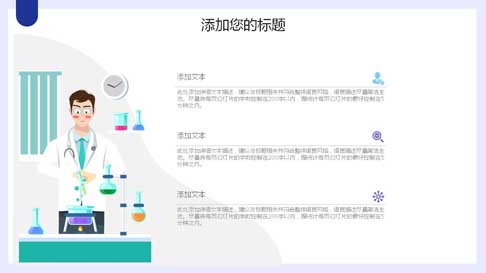 添加您的标题
添加文本
此处添加详细文本描述，建议与标题相关并符合整体语言风格，语言描述尽量简洁生
动。尽量将每页幻灯片的字数控制在200字以内，据统计每页幻灯片的最好控制在5
分钟之内。
添加文本
此处添加详细文本描述，建议与标题相关并符合整体语言风格，语言描述尽量简洁生
动。尽量将每页幻灯片的字数控制在200字以内，据统计每页幻灯片的最好控制在5
分钟之内。
添加文本
此处添加详细文本描述，建议与标题相关并符合整体语言风格，语言描述尽量简洁生
动。尽量将每页幻灯片的字数控制在200字以内，据统计每页幻灯片的最好控制在5
分钟之内。